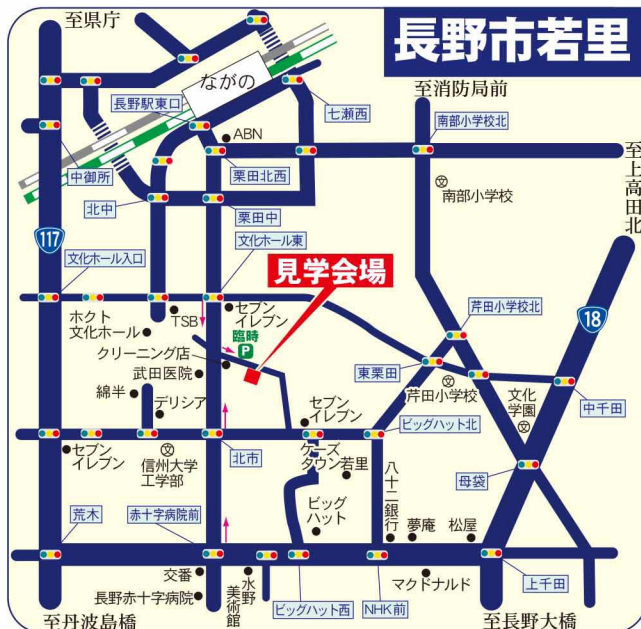 至県庁
長野市若里
ながの
至消防局前
長野駅東口
七瀬西
ABN
南部小学校北
至上高田北
中御所
栗田北西
南部小学校
北中
栗田中
117
文化ホール入口
文化ホール東
見学会場
18
ホクト
文化ホール
TSB
セブン
イレブン
臨時
P
芹田小学校北
クリーニング店
武田医院
東栗田
芹田小学校
文化
学園
中千田
綿半
デリシア
セブン
イレブン
ビッグハット北
セブン
イレブン
信州大学
工学部
北市
ケーズ
タウン若里
母袋
荒木
赤十字病院前
ビッグ
ハット
八十二銀行
夢庵
松屋
交番
長野赤十字病院
水野
美術館
ビッグハット西
NHK前
マクドナルド
上千田
至丹波島橋
至長野大橋